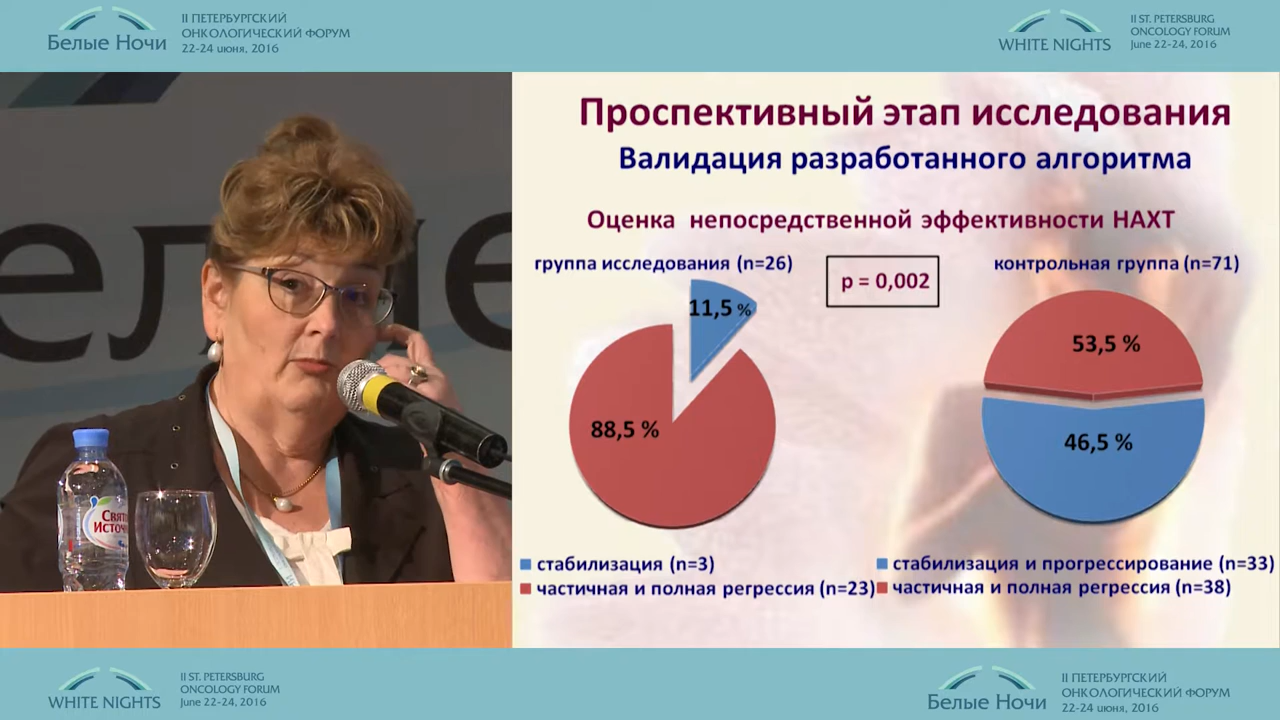 Белые Ночи
II ПЕТЕРБУРГСКИЙ
ОНКОЛОГИЧЕСКИЙ ФОРУМ
22-24 июня, 2016
WHITE NIGHTS
II ST. PETERSBURG
ONCOLOGY FORUM
June 22-24, 2016
Проспективный этап исследования
Валидация разработанного алгоритма
Оценка непосредственной эффективности НАХТ
группа исследования (n=26)
p = 0,002
контрольная группа (n=71)
11,5 %
88,5 %
53,5 %
46,5 %
стабилизация (n=3)
частичная и полная регрессия (n=23)
стабилизация и прогрессирование (n=33)
частичная и полная регрессия (n=38)
WHITE NIGHTS
II ST. PETERSBURG
ONCOLOGY FORUM
June 22-24, 2016
Белые Ночи
II ПЕТЕРБУРГСКИЙ
ОНКОЛОГИЧЕСКИЙ ФОРУМ
22-24 июня, 2016